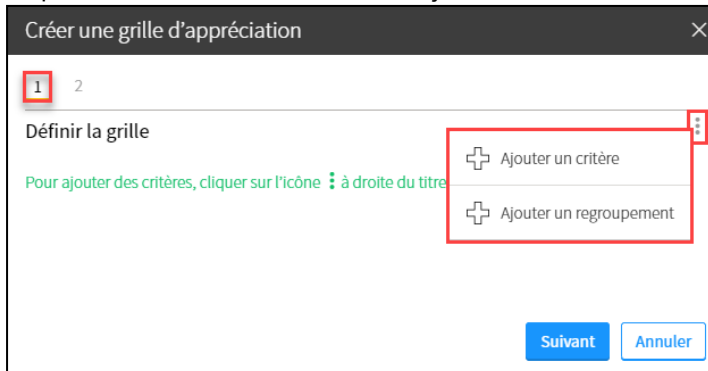 Créer une grille d'appréciation
1 2
Définir la grille
Pour ajouter des critères, cliquer sur l'icône à droite du titre
Ajouter un critère
Ajouter un regroupement
Suivant Annuler